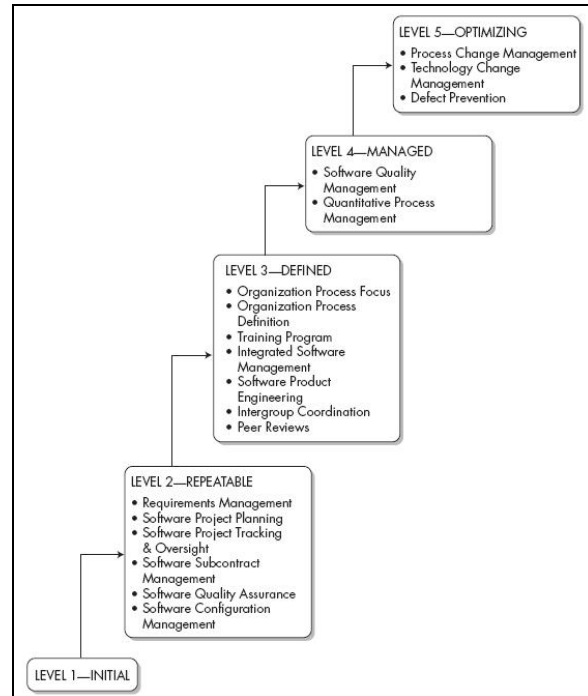 LEVEL 5—OPTIMIZING
• Process Change Management
• Technology Change
Management
• Defect Prevention
LEVEL 4—MANAGED
• Software Quality
Management
• Quantitative Process
Management
LEVEL 3—DEFINED
• Organization Process Focus
• Organization Process
Definition
• Training Program
• Integrated Software
Management
• Software Product
Engineering
• Intergroup Coordination
• Peer Reviews
LEVEL 2—REPEATABLE
• Requirements Management
• Software Project Planning
• Software Project Tracking
& Oversight
• Software Subcontract
Management
• Software Quality Assurance
• Software Configuration
Management
LEVEL 1—INITIAL